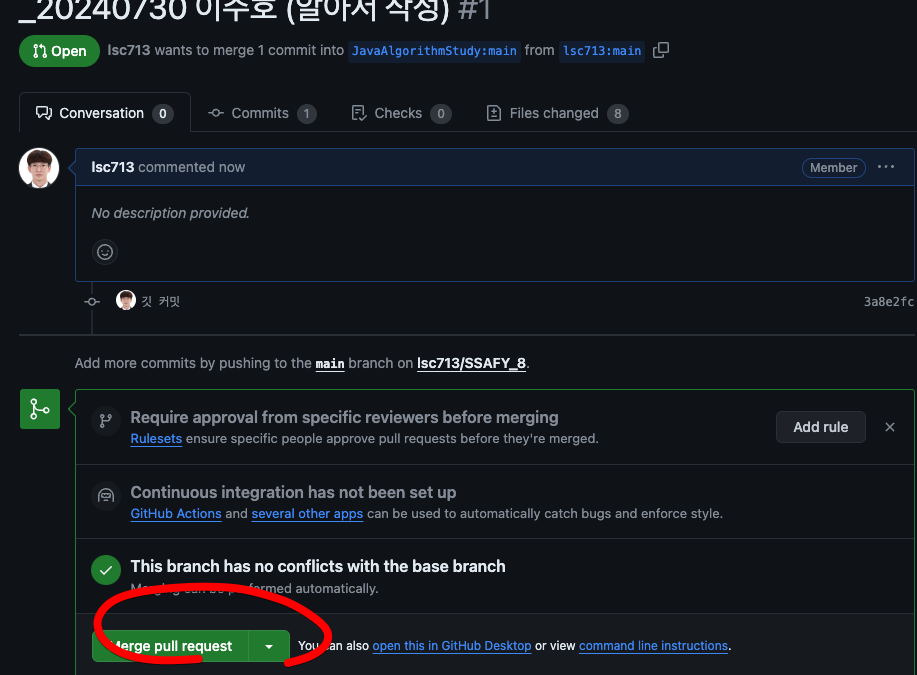 _20240730 이수호 (알아서 작성) #1
Open lsc713 wants to merge 1 commit into JavaAlgorithmStudy:main from lsc713:main
Conversation 0 Commits 1 Checks 0 Files changed 8
lsc713 commented now Member
No description provided.
깃 커밋 3a8e2fc
Add more commits by pushing to the main branch on lsc713/SSAFY_8.
Require approval from specific reviewers before merging
Rulesets ensure specific people approve pull requests before they're merged.
Add rule
Continuous integration has not been set up
GitHub Actions and several other apps can be used to automatically catch bugs and enforce style.
This branch has no conflicts with the base branch
Merging can be performed automatically.
Merge pull request You can also open this in GitHub Desktop or view command line instructions.